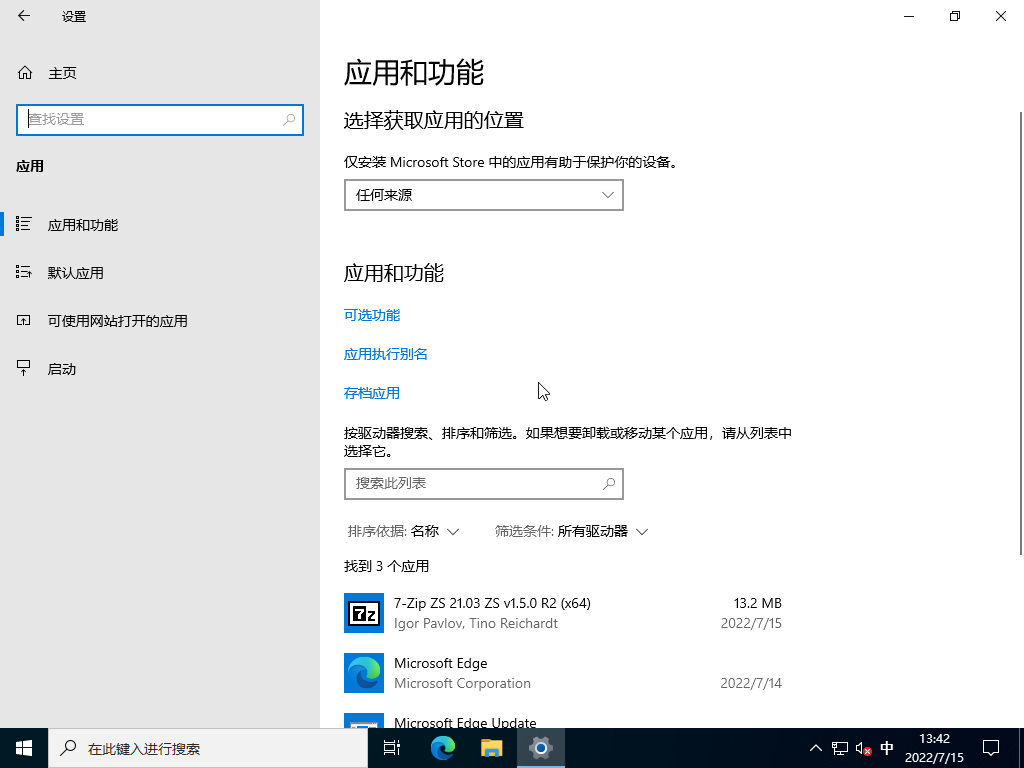 设置
主页
查找设置
应用
应用和功能
默认应用
可使用网站打开的应用
启动
应用和功能
选择获取应用的位置
仅安装 Microsoft Store 中的应用有助于保护你的设备。
任何来源
应用和功能
可选功能
应用执行别名
存档应用
按驱动器搜索、排序和筛选。如果想要卸载或移动某个应用，请从列表中
选择它。
搜索此列表
排序依据: 名称 筛选条件: 所有驱动器
找到 3 个应用
7-Zip ZS 21.03 ZS v1.5.0 R2 (x64) 13.2 MB
Igor Pavlov, Tino Reichardt 2022/7/15
Microsoft Edge
Microsoft Corporation 2022/7/14
Microsoft Edge Update
在此键入进行搜索
中
13:42
2022/7/15